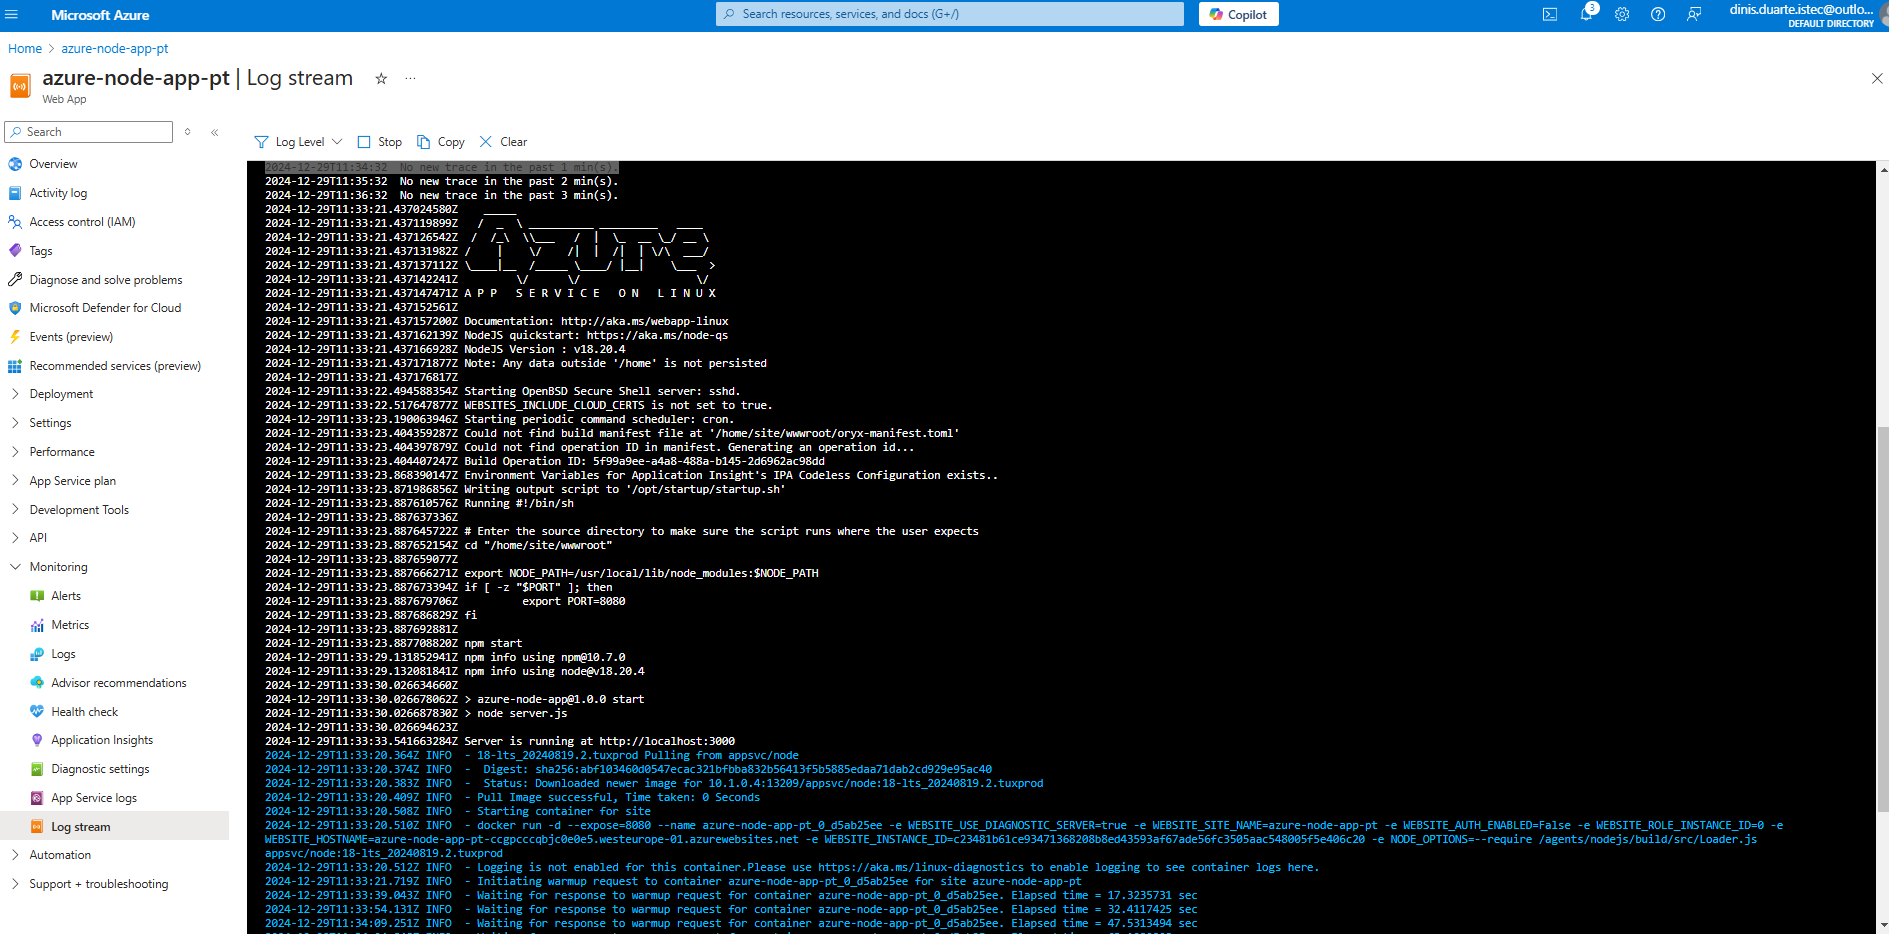 Microsoft Azure
Search resources, services, and docs (G+/)
Copilot
3
dinis.duarte.istec@outlo...
DEFAULT DIRECTORY
Home > azure-node-app-pt
azure-node-app-pt | Log stream
Web App
Search
Log Level
Stop
Copy
Clear
Overview
Activity log
Access control (IAM)
Tags
Diagnose and solve problems
Microsoft Defender for Cloud
Events (preview)
Recommended services (preview)
Deployment
Settings
Performance
App Service plan
Development Tools
API
Monitoring
Alerts
Metrics
Logs
Advisor recommendations
Health check
Application Insights
Diagnostic settings
App Service logs
Log stream
Automation
Support + troubleshooting
2024-12-29T11:34:32  No new trace in the past 1 min(s).
2024-12-29T11:35:32  No new trace in the past 2 min(s).
2024-12-29T11:36:32  No new trace in the past 3 min(s).
2024-12-29T11:33:21.437024580Z    _____
2024-12-29T11:33:21.437119899Z   /  _  \ __________ _________   ____
2024-12-29T11:33:21.437126542Z  /  /_\  \\___   /  |  \_  __ \_/ __ \
2024-12-29T11:33:21.437131982Z /    |    \/    /|  |  /|  | \/\  ___/
2024-12-29T11:33:21.437137112Z \____|__  /_____ \____/ |__|    \___  >
2024-12-29T11:33:21.437142241Z         \/      \/                  \/
2024-12-29T11:33:21.437147471Z A P P   S E R V I C E   O N   L I N U X
2024-12-29T11:33:21.437152561Z
2024-12-29T11:33:21.437157200Z Documentation: http://aka.ms/webapp-linux
2024-12-29T11:33:21.437162139Z NodeJS quickstart: https://aka.ms/node-qs
2024-12-29T11:33:21.437166928Z NodeJS Version : v18.20.4
2024-12-29T11:33:21.437171877Z Note: Any data outside '/home' is not persisted
2024-12-29T11:33:21.437176817Z
2024-12-29T11:33:22.494588354Z Starting OpenBSD Secure Shell server: sshd.
2024-12-29T11:33:22.517647877Z WEBSITES_INCLUDE_CLOUD_CERTS is not set to true.
2024-12-29T11:33:23.190063946Z Starting periodic command scheduler: cron.
2024-12-29T11:33:23.404359287Z Could not find build manifest file at '/home/site/wwwroot/oryx-manifest.toml'
2024-12-29T11:33:23.404397879Z Could not find operation ID in manifest. Generating an operation id...
2024-12-29T11:33:23.404407247Z Build Operation ID: 5f99a9ee-a4a8-488a-b145-2d6962ac98dd
2024-12-29T11:33:23.868390147Z Environment Variables for Application Insight's IPA Codeless Configuration exists..
2024-12-29T11:33:23.871986856Z Writing output script to '/opt/startup/startup.sh'
2024-12-29T11:33:23.887610576Z Running #!/bin/sh
2024-12-29T11:33:23.887637336Z
2024-12-29T11:33:23.887645722Z # Enter the source directory to make sure the script runs where the user expects
2024-12-29T11:33:23.887652154Z cd "/home/site/wwwroot"
2024-12-29T11:33:23.887659077Z
2024-12-29T11:33:23.887666271Z export NODE_PATH=/usr/local/lib/node_modules:$NODE_PATH
2024-12-29T11:33:23.887673394Z if [ -z "$PORT" ]; then
2024-12-29T11:33:23.887679706Z          export PORT=8080
2024-12-29T11:33:23.887686829Z fi
2024-12-29T11:33:23.887692881Z
2024-12-29T11:33:23.887708820Z npm start
2024-12-29T11:33:29.131852941Z npm info using npm@10.7.0
2024-12-29T11:33:29.132081841Z npm info using node@v18.20.4
2024-12-29T11:33:30.026634660Z
2024-12-29T11:33:30.026678062Z > azure-node-app@1.0.0 start
2024-12-29T11:33:30.026687830Z > node server.js
2024-12-29T11:33:30.026694623Z
2024-12-29T11:33:33.541663284Z Server is running at http://localhost:3000
2024-12-29T11:33:20.364Z INFO  - 18-lts_20240819.2.tuxprod Pulling from appsvc/node
2024-12-29T11:33:20.374Z INFO  -  Digest: sha256:abf103460d0547ecac321bfbba832b56413f5b5885edaa71dab2cd929e95ac40
2024-12-29T11:33:20.383Z INFO  -  Status: Downloaded newer image for 10.1.0.4:13209/appsvc/node:18-lts_20240819.2.tuxprod
2024-12-29T11:33:20.409Z INFO  - Pull Image successful, Time taken: 0 Seconds
2024-12-29T11:33:20.508Z INFO  - Starting container for site
2024-12-29T11:33:20.510Z INFO  - docker run -d --expose=8080 --name azure-node-app-pt_0_d5ab25ee -e WEBSITE_USE_DIAGNOSTIC_SERVER=true -e WEBSITE_SITE_NAME=azure-node-app-pt -e WEBSITE_AUTH_ENABLED=False -e WEBSITE_ROLE_INSTANCE_ID=0 -e
WEBSITE_HOSTNAME=azure-node-app-pt-ccgpcccqbjc0e0e5.westeurope-01.azurewebsites.net -e WEBSITE_INSTANCE_ID=c23481b61ce93471368208b8ed43593af67ade56fc3505aac548005f5e406c20 -e NODE_OPTIONS=--require /agents/nodejs/build/src/Loader.js
appsvc/node:18-lts_20240819.2.tuxprod
2024-12-29T11:33:20.512Z INFO  - Logging is not enabled for this container.Please use https://aka.ms/linux-diagnostics to enable logging to see container logs here.
2024-12-29T11:33:21.719Z INFO  - Initiating warmup request to container azure-node-app-pt_0_d5ab25ee for site azure-node-app-pt
2024-12-29T11:33:39.043Z INFO  - Waiting for response to warmup request for container azure-node-app-pt_0_d5ab25ee. Elapsed time = 17.3235731 sec
2024-12-29T11:33:54.131Z INFO  - Waiting for response to warmup request for container azure-node-app-pt_0_d5ab25ee. Elapsed time = 32.4117425 sec
2024-12-29T11:34:09.251Z INFO  - Waiting for response to warmup request for container azure-node-app-pt_0_d5ab25ee. Elapsed time = 47.5313494 sec